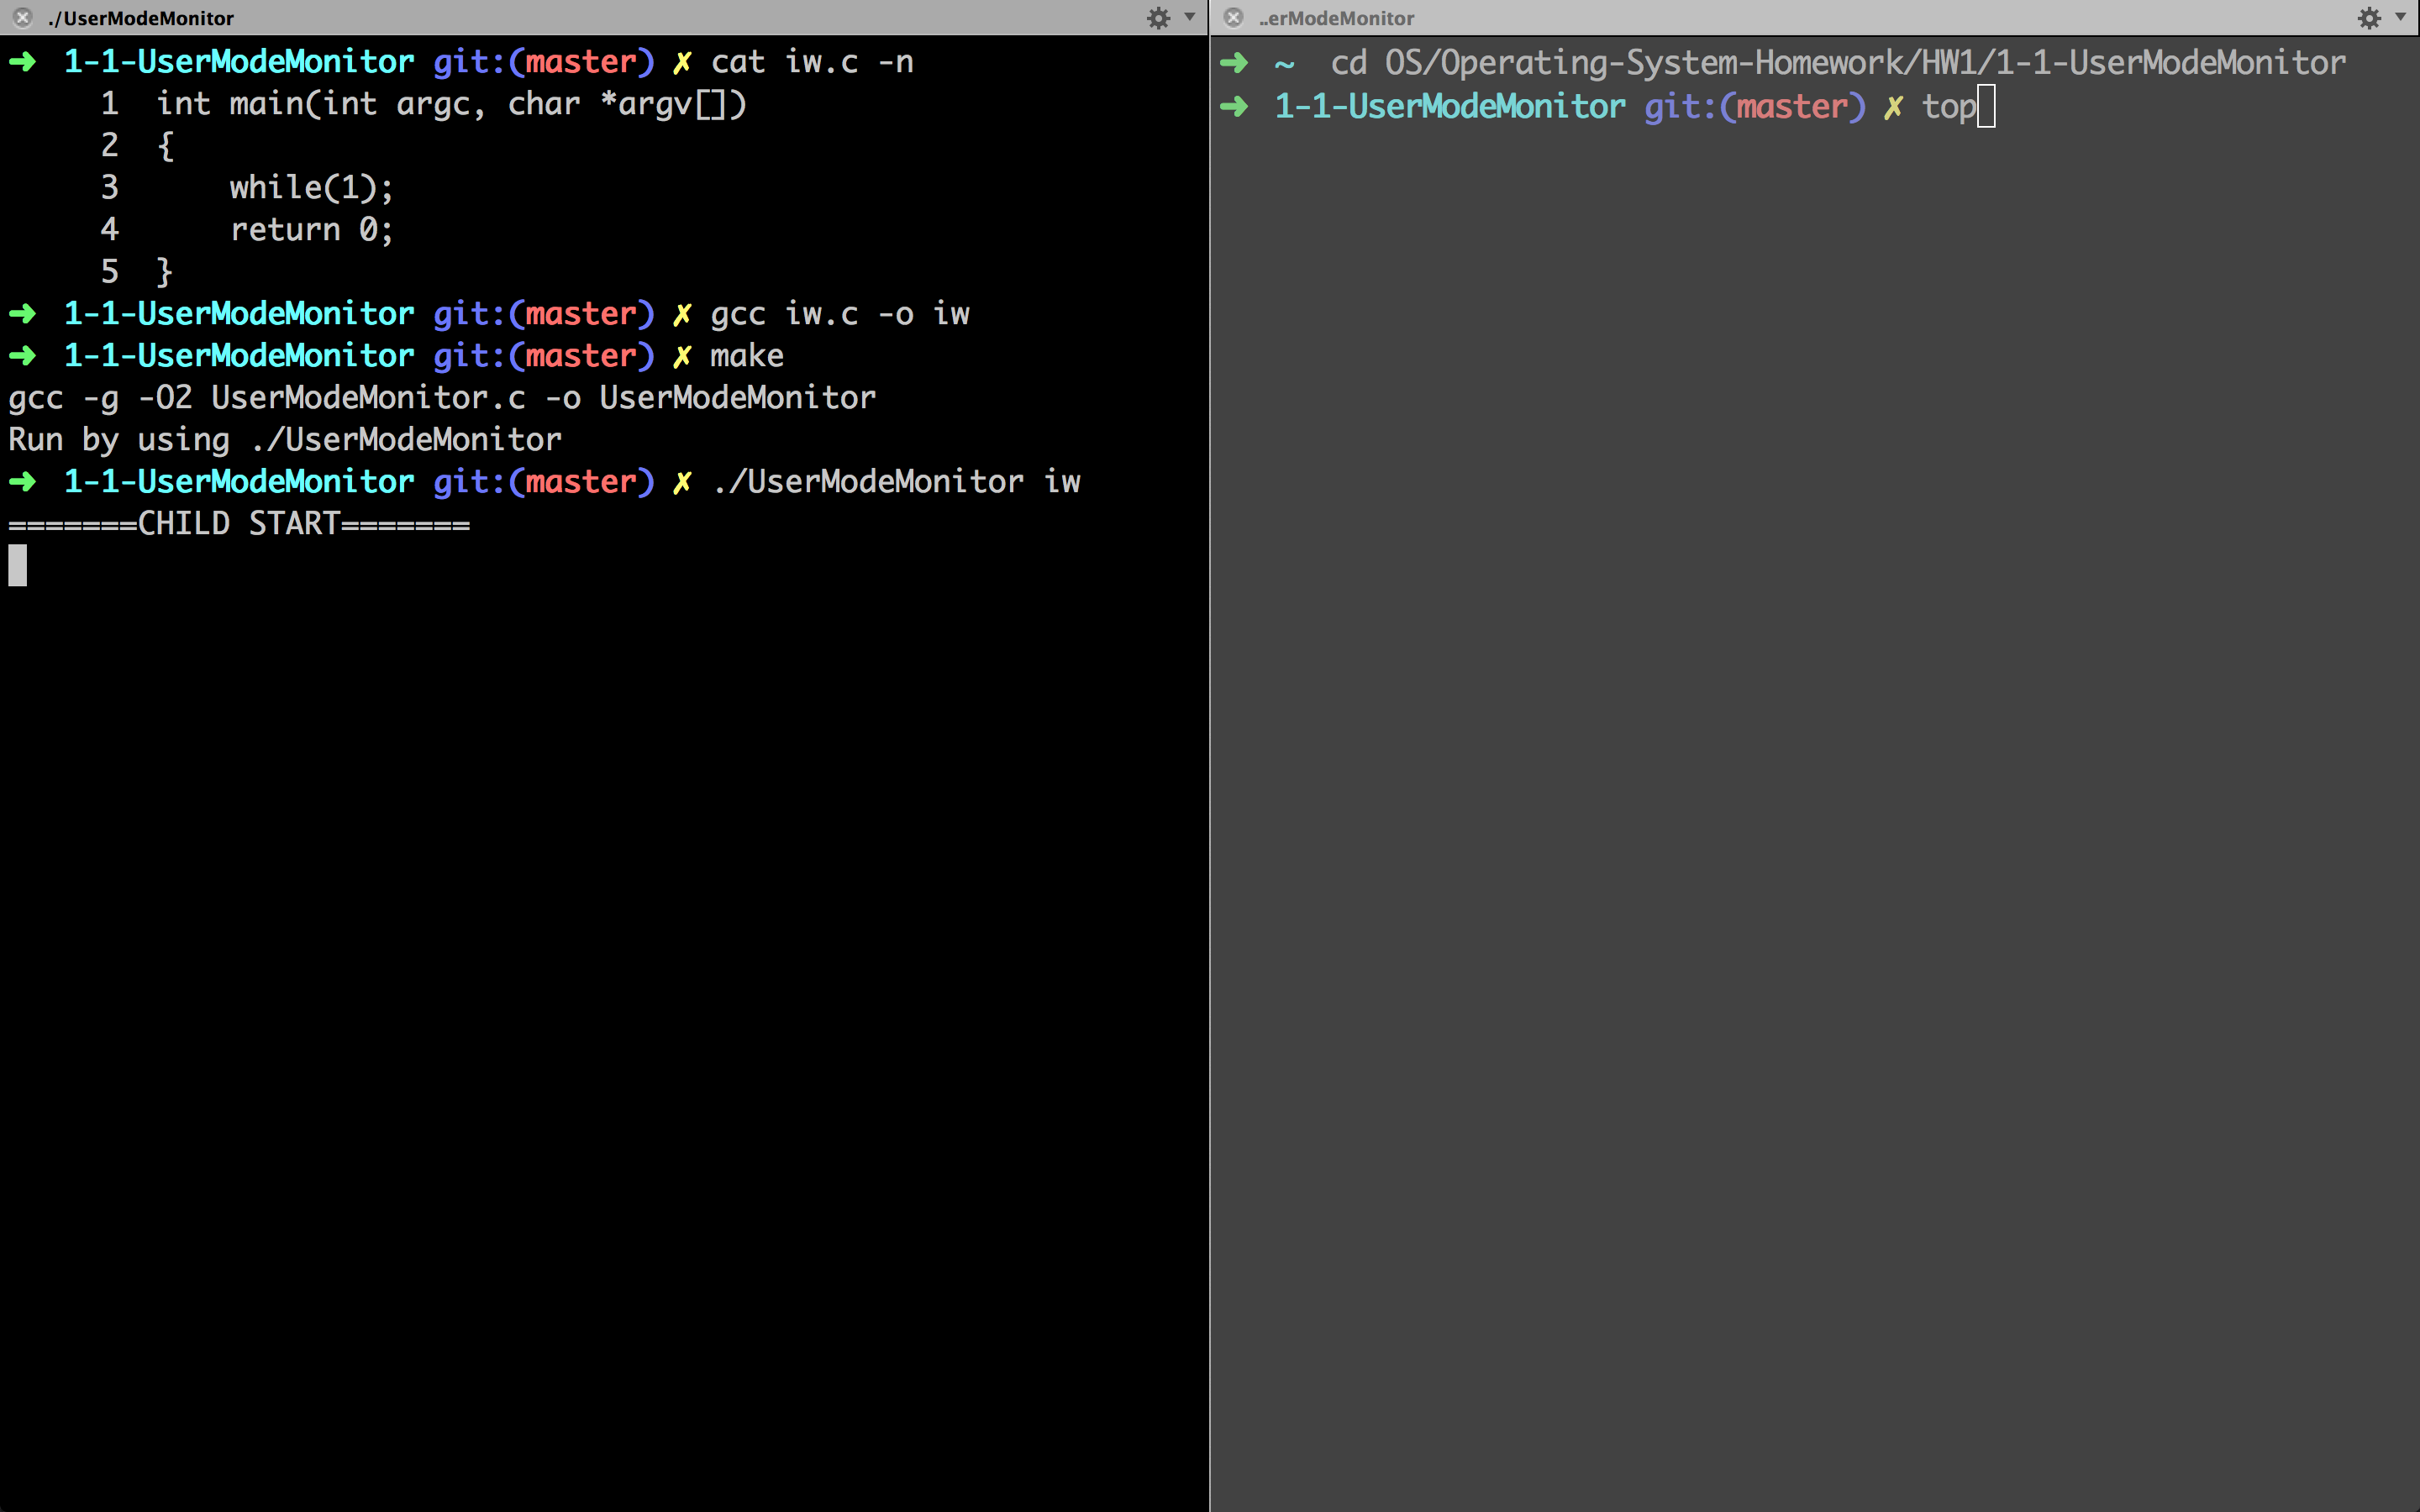 ./UserModeMonitor
➜  1-1-UserModeMonitor git:(master) ✗ cat iw.c -n
     1  int main(int argc, char *argv[])
     2  {
     3      while(1);
     4      return 0;
     5  }
➜  1-1-UserModeMonitor git:(master) ✗ gcc iw.c -o iw
➜  1-1-UserModeMonitor git:(master) ✗ make
gcc -g -O2 UserModeMonitor.c -o UserModeMonitor
Run by using ./UserModeMonitor
➜  1-1-UserModeMonitor git:(master) ✗ ./UserModeMonitor iw
=======CHILD START=======
..erModeMonitor
➜  ~  cd OS/Operating-System-Homework/HW1/1-1-UserModeMonitor
➜  1-1-UserModeMonitor git:(master) ✗ top